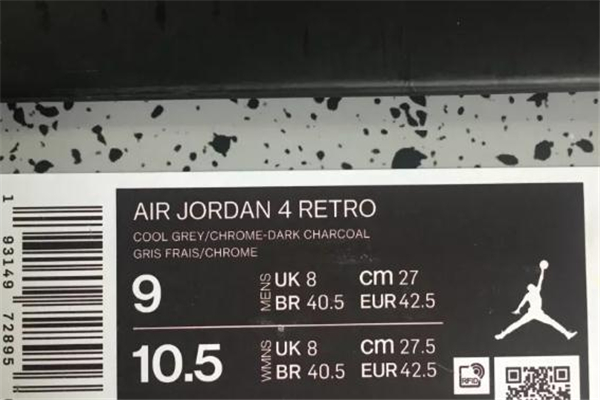 AIR JORDAN 4 RETRO
COOL GREY/CHROME-DARK CHARCOAL
GRIS FRAIS/CHROME
9 MENS UK 8 cm 27
BR 40.5 EUR 42.5
10.5 WMNS UK 8 cm 27.5
BR 40.5 EUR 42.5
RFID
1 93149 72895